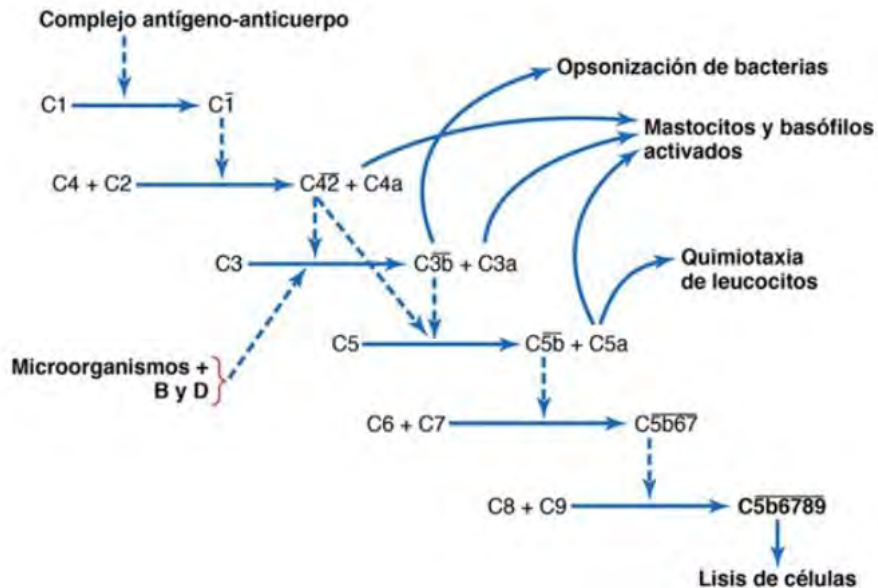 Complejo antígeno-anticuerpo
Opsonización de bacterias
C1 C1̅
Mastocitos y basófilos
activados
C4 + C2 C4̅2̅ + C4a
Quimiotaxia
de leucocitos
C3 C3̅b̅ + C3a
C5 C5̅b̅ + C5a
Microorganismos +
B y D
C6 + C7 C5̅b̅6̅7̅
C8 + C9 C5̅b̅6̅7̅8̅9̅
Lisis de células